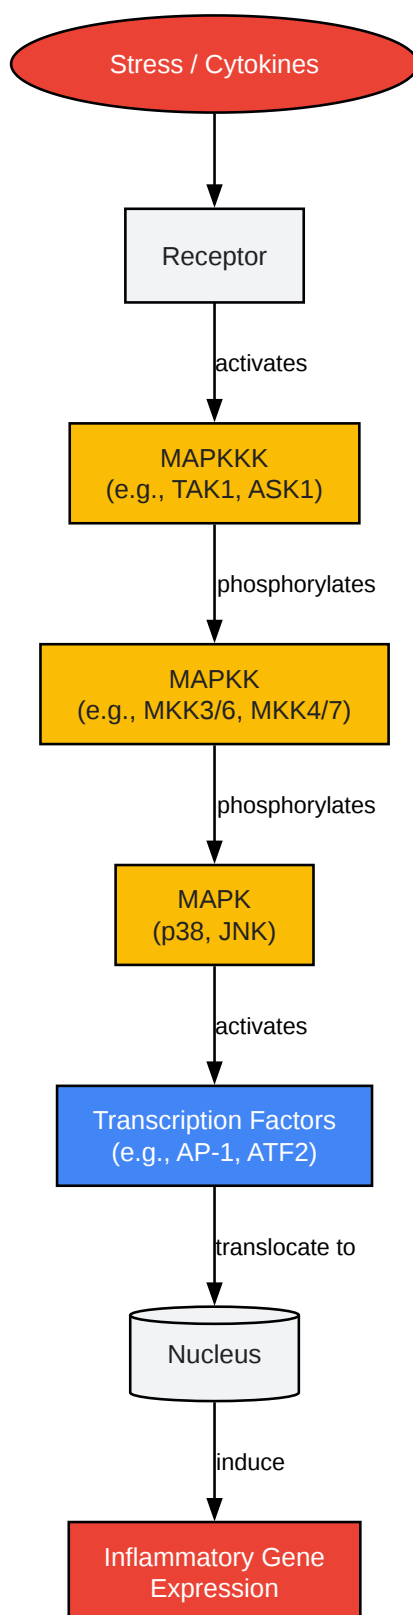 Stress / Cytokines
Receptor
activates
MAPKKK
(e.g., TAK1, ASK1)
phosphorylates
MAPKK
(e.g., MKK3/6, MKK4/7)
phosphorylates
MAPK
(p38, JNK)
activates
Transcription Factors
(e.g., AP-1, ATF2)
translocate to
Nucleus
induce
Inflammatory Gene
Expression